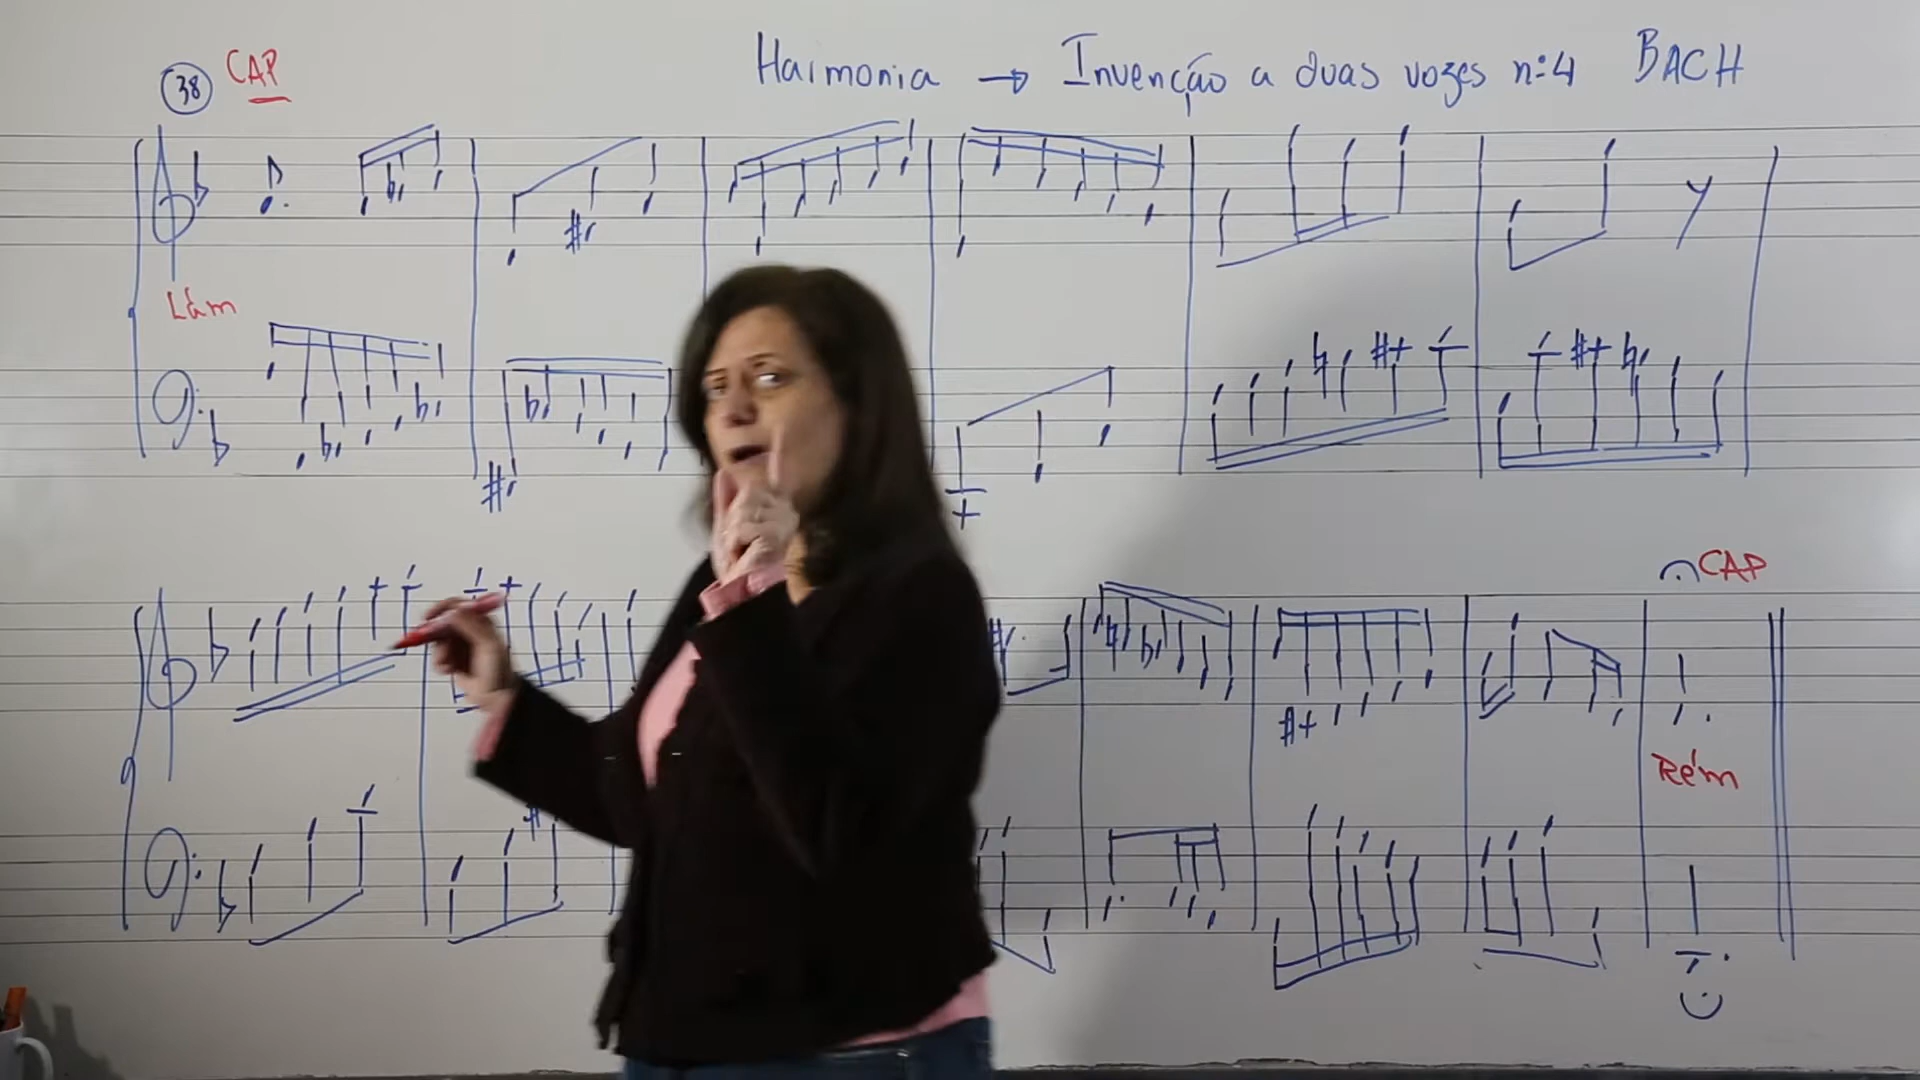 38 CAP Harmonia → Invenção a duas vozes n:4 BACH
Lám
CAP
Rém